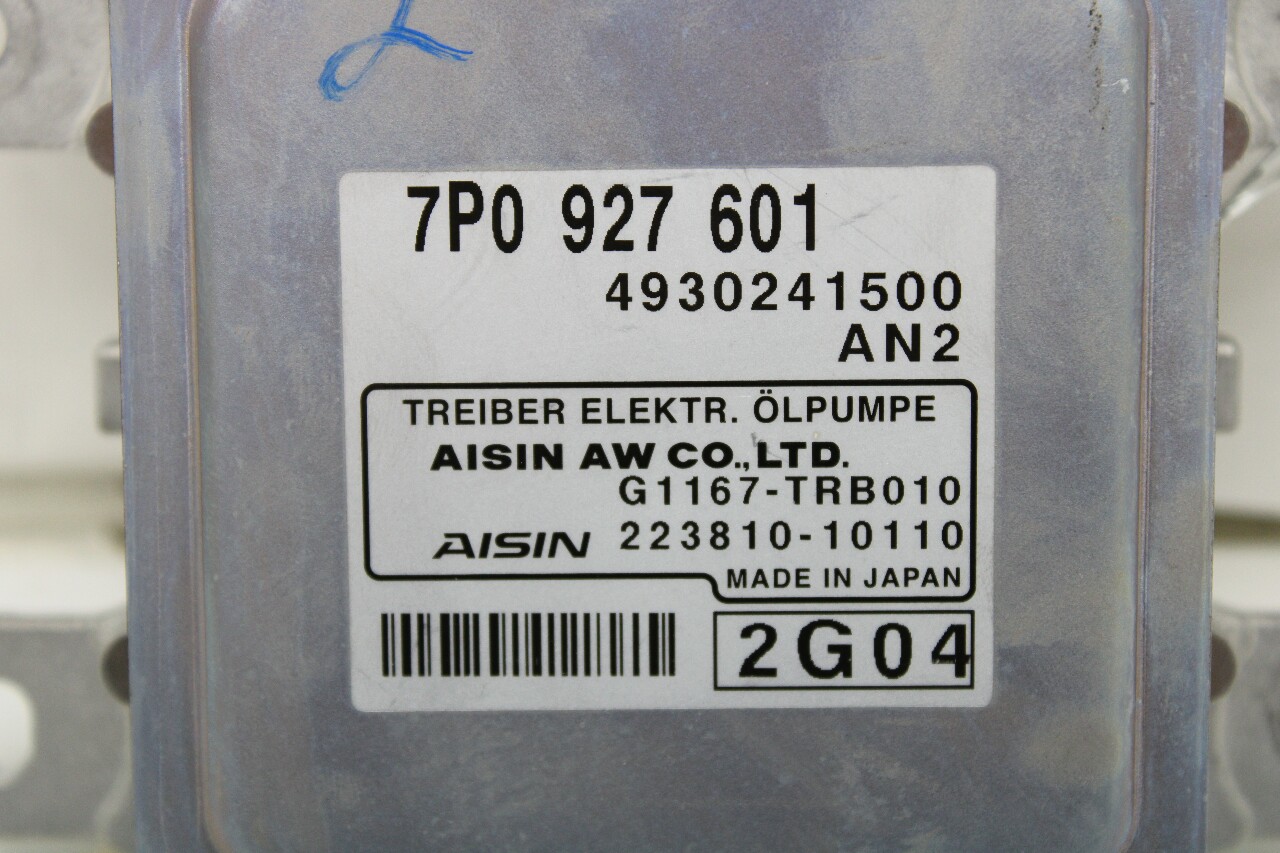 7P0 927 601
4930241500
AN2
TREIBER ELEKTR. ÖLPUMPE
AISIN AW CO.,LTD.
G1167-TRB010
AISIN 223810-10110
MADE IN JAPAN
2G04